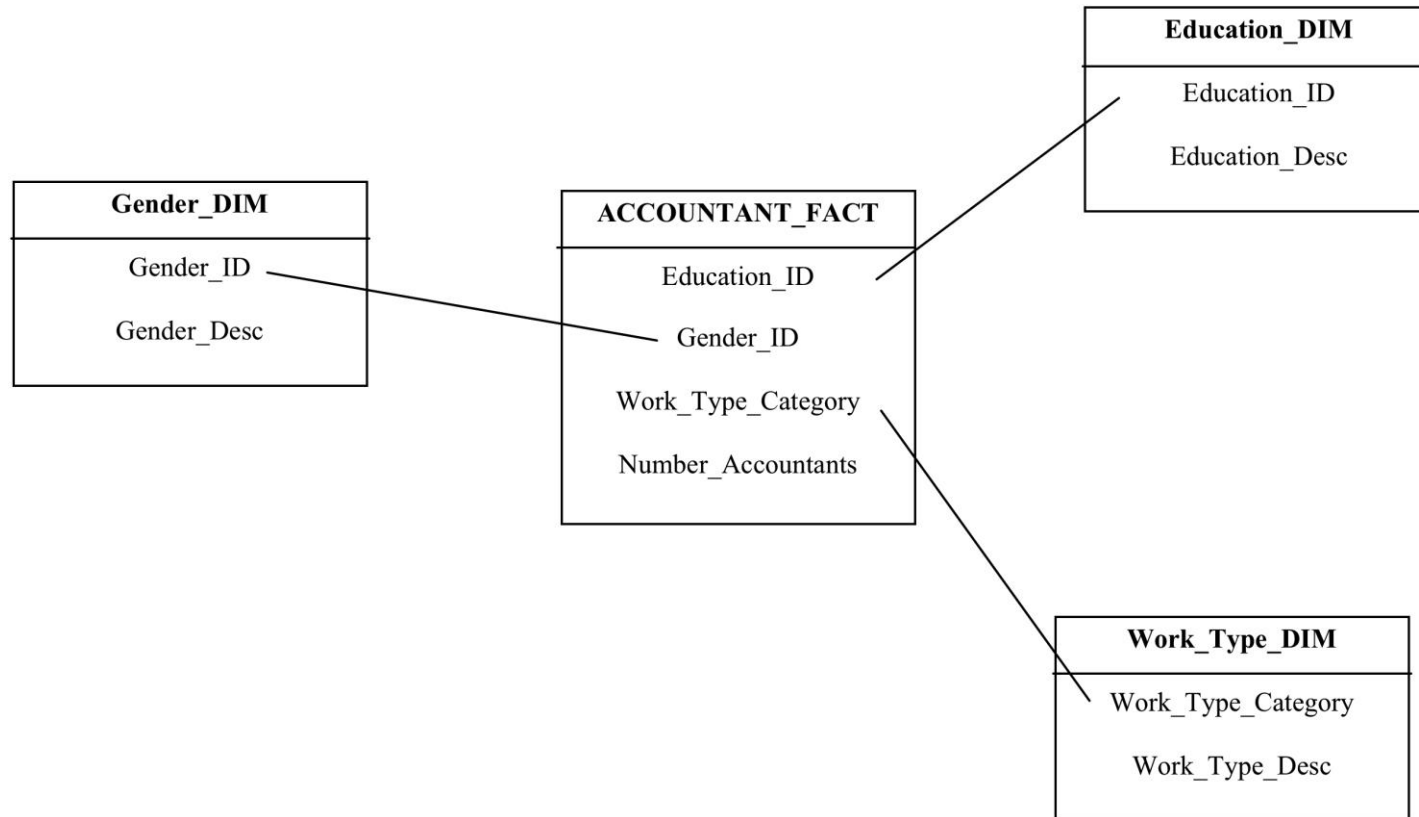 Education_DIM
Education_ID
Education_Desc
Gender_DIM
Gender_ID
Gender_Desc
ACCOUNTANT_FACT
Education_ID
Gender_ID
Work_Type_Category
Number_Accountants
Work_Type_DIM
Work_Type_Category
Work_Type_Desc